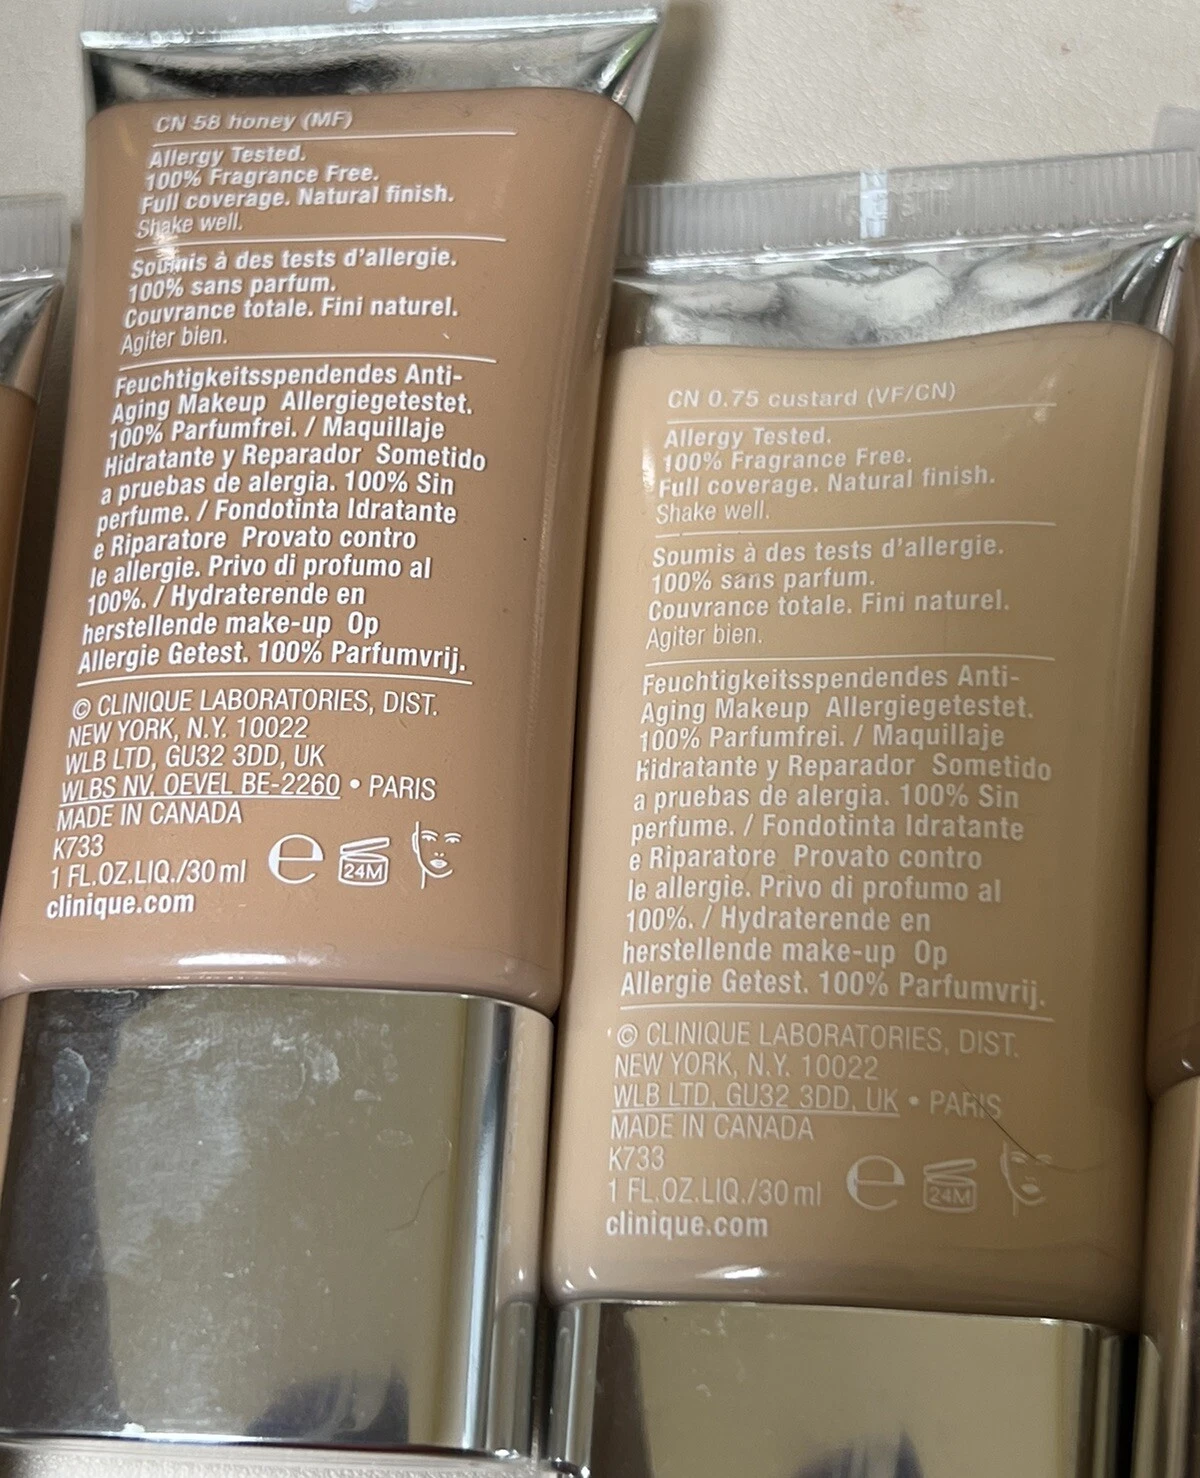 CN 58 honey (MF)
Allergy Tested.
100% Fragrance Free.
Full coverage. Natural finish.
Shake well.
Soumis à des tests d'allergie.
100% sans parfum.
Couvrance totale. Fini naturel.
Agiter bien.
Feuchtigkeitsspendendes Anti-
Aging Makeup Allergiegetestet.
100% Parfumfrei. / Maquillaje
Hidratante y Reparador Sometido
a pruebas de alergia. 100% Sin
perfume. / Fondotinta Idratante
e Riparatore Provato contro
le allergie. Privo di profumo al
100%. / Hydraterende en
herstellende make-up Op
Allergie Getest. 100% Parfumvrij.
© CLINIQUE LABORATORIES, DIST.
NEW YORK, N.Y. 10022
WLB LTD, GU32 3DD, UK
WLBS NV, OEVEL BE-2260 • PARIS
MADE IN CANADA
K733
1 FL.OZ.LIQ./30 ml e 24M
clinique.com
CN 0.75 custard (VF/CN)
Allergy Tested.
100% Fragrance Free.
Full coverage. Natural finish.
Shake well.
Soumis à des tests d'allergie.
100% sans parfum.
Couvrance totale. Fini naturel.
Agiter bien.
Feuchtigkeitsspendendes Anti-
Aging Makeup Allergiegetestet.
100% Parfumfrei. / Maquillaje
Hidratante y Reparador Sometido
a pruebas de alergia. 100% Sin
perfume. / Fondotinta Idratante
e Riparatore Provato contro
le allergie. Privo di profumo al
100%. / Hydraterende en
herstellende make-up Op
Allergie Getest. 100% Parfumvrij.
© CLINIQUE LABORATORIES, DIST.
NEW YORK, N.Y. 10022
WLB LTD, GU32 3DD, UK • PARIS
MADE IN CANADA
K733
1 FL.OZ.LIQ./30 ml e 24M
clinique.com